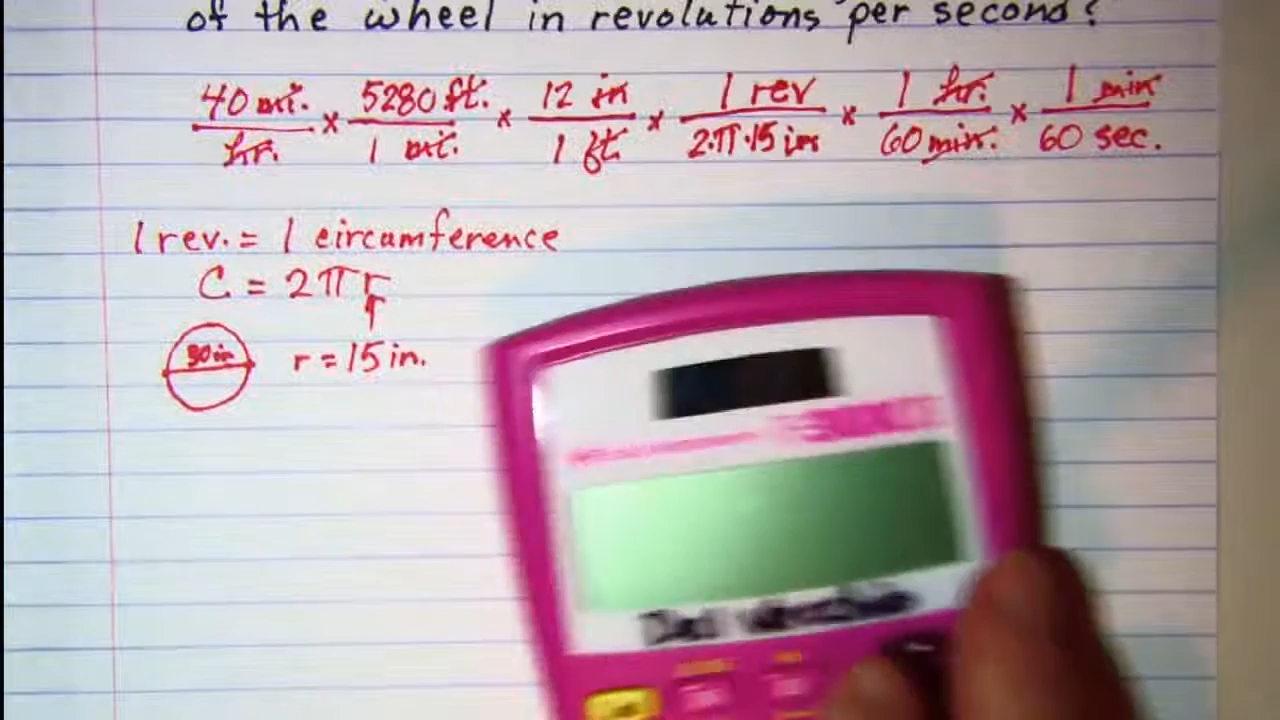 of the wheel in revolutions per second?
40 mi./hr. × 5280 ft./1 mi. × 12 in/1 ft × 1 rev/2·π·15 in × 1 hr./60 min. × 1 min/60 sec.
1 rev. = 1 circumference
C = 2πr
r
30 in r = 15 in.